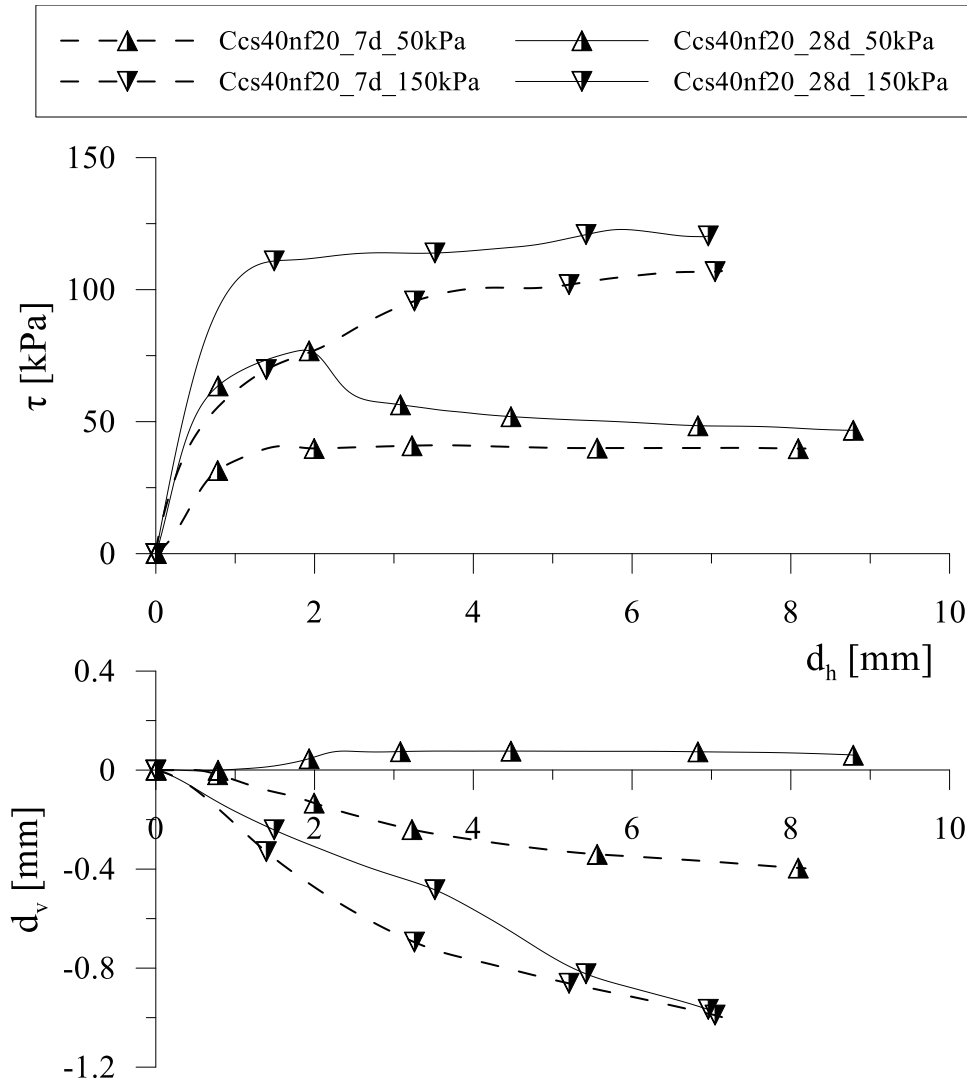 Ccs40nf20_7d_50kPa Ccs40nf20_28d_50kPa
Ccs40nf20_7d_150kPa Ccs40nf20_28d_150kPa
150
100
50
0
τ [kPa]
0 2 4 6 8 10
d_h [mm]
0.4
0
-0.4
-0.8
-1.2
d_v [mm]
0 2 4 6 8 10